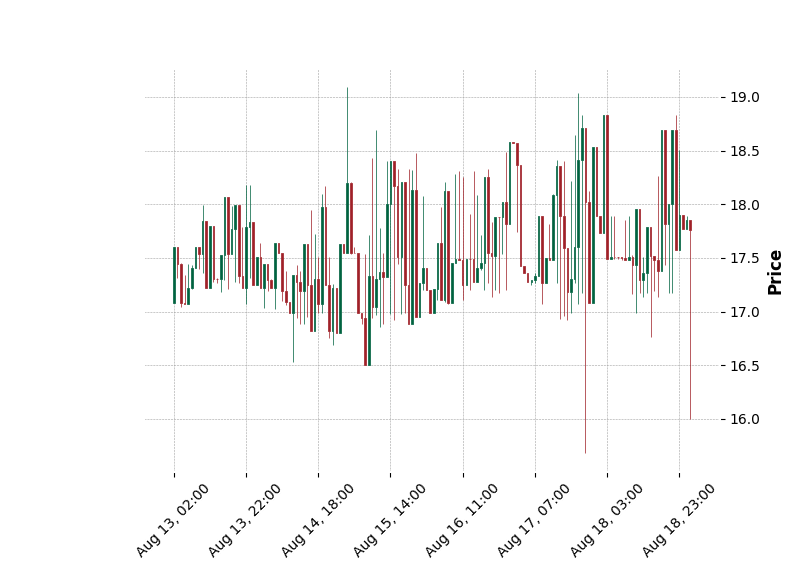 19.0
18.5
18.0
17.5
17.0
16.5
16.0
Price
Aug 13, 02:00
Aug 13, 22:00
Aug 14, 18:00
Aug 15, 14:00
Aug 16, 11:00
Aug 17, 07:00
Aug 18, 03:00
Aug 18, 23:00